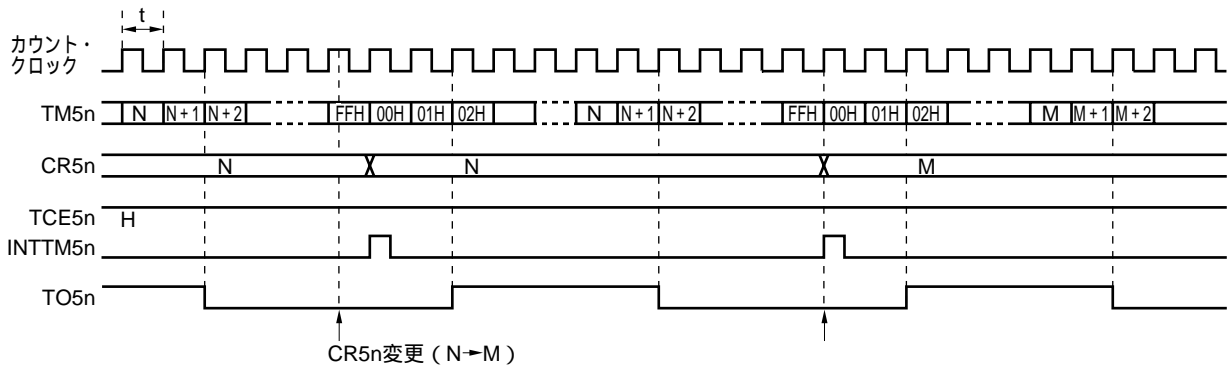 t
カウント・
クロック
TM5n N N+1 N+2 FFH 00H 01H 02H N N+1 N+2 FFH 00H 01H 02H M M+1 M+2
CR5n N N M
TCE5n H
INTTM5n
TO5n
CR5n変更（N→M）